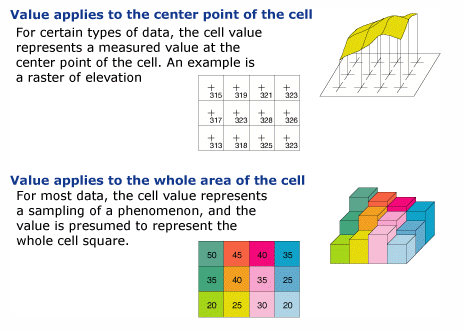 Value applies to the center point of the cell
For certain types of data, the cell value
represents a measured value at the
center point of the cell. An example is
a raster of elevation
315 319 321 323
317 323 328 326
313 318 325 323
Value applies to the whole area of the cell
For most data, the cell value represents
a sampling of a phenomenon, and the
value is presumed to represent the
whole cell square.
50 45 40 35
35 40 35 25
20 25 30 20